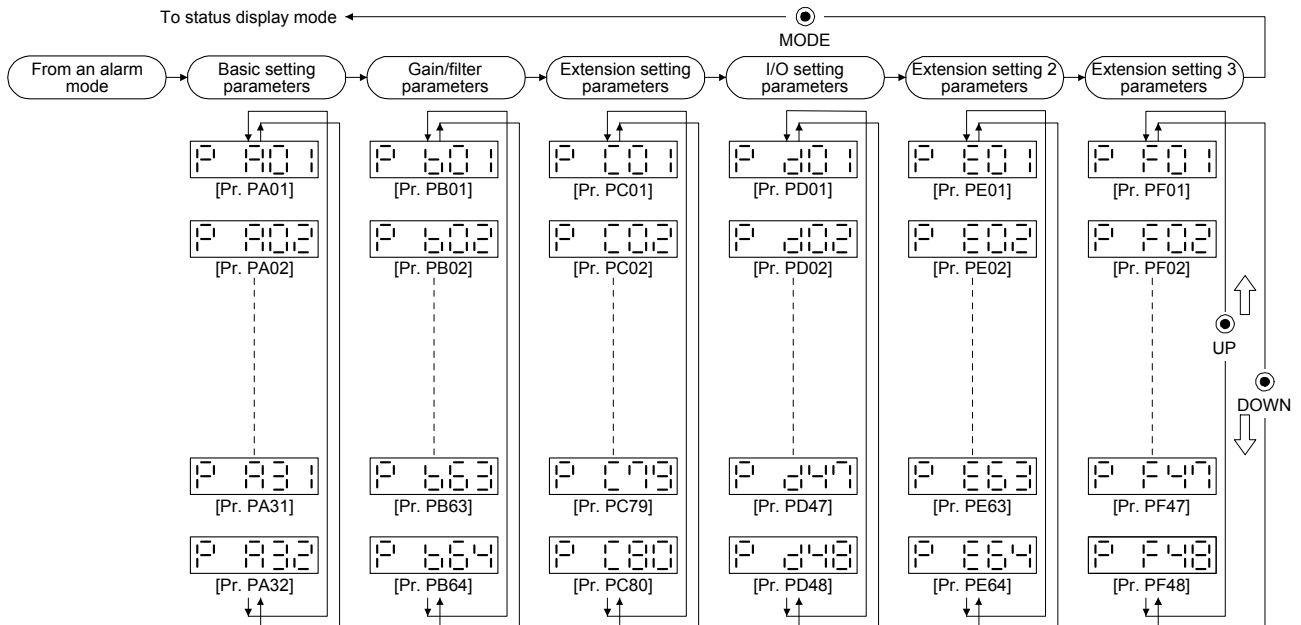 To status display mode
MODE
From an alarm
mode
Basic setting
parameters
Gain/filter
parameters
Extension setting
parameters
I/O setting
parameters
Extension setting 2
parameters
Extension setting 3
parameters
P A01 P b01 P C01 P d01 P E01 P F01
[Pr. PA01] [Pr. PB01] [Pr. PC01] [Pr. PD01] [Pr. PE01] [Pr. PF01]
P A02 P b02 P C02 P d02 P E02 P F02
[Pr. PA02] [Pr. PB02] [Pr. PC02] [Pr. PD02] [Pr. PE02] [Pr. PF02]
UP
DOWN
P A31 P b63 P C79 P d47 P E63 P F47
[Pr. PA31] [Pr. PB63] [Pr. PC79] [Pr. PD47] [Pr. PE63] [Pr. PF47]
P A32 P b64 P C80 P d48 P E64 P F48
[Pr. PA32] [Pr. PB64] [Pr. PC80] [Pr. PD48] [Pr. PE64] [Pr. PF48]